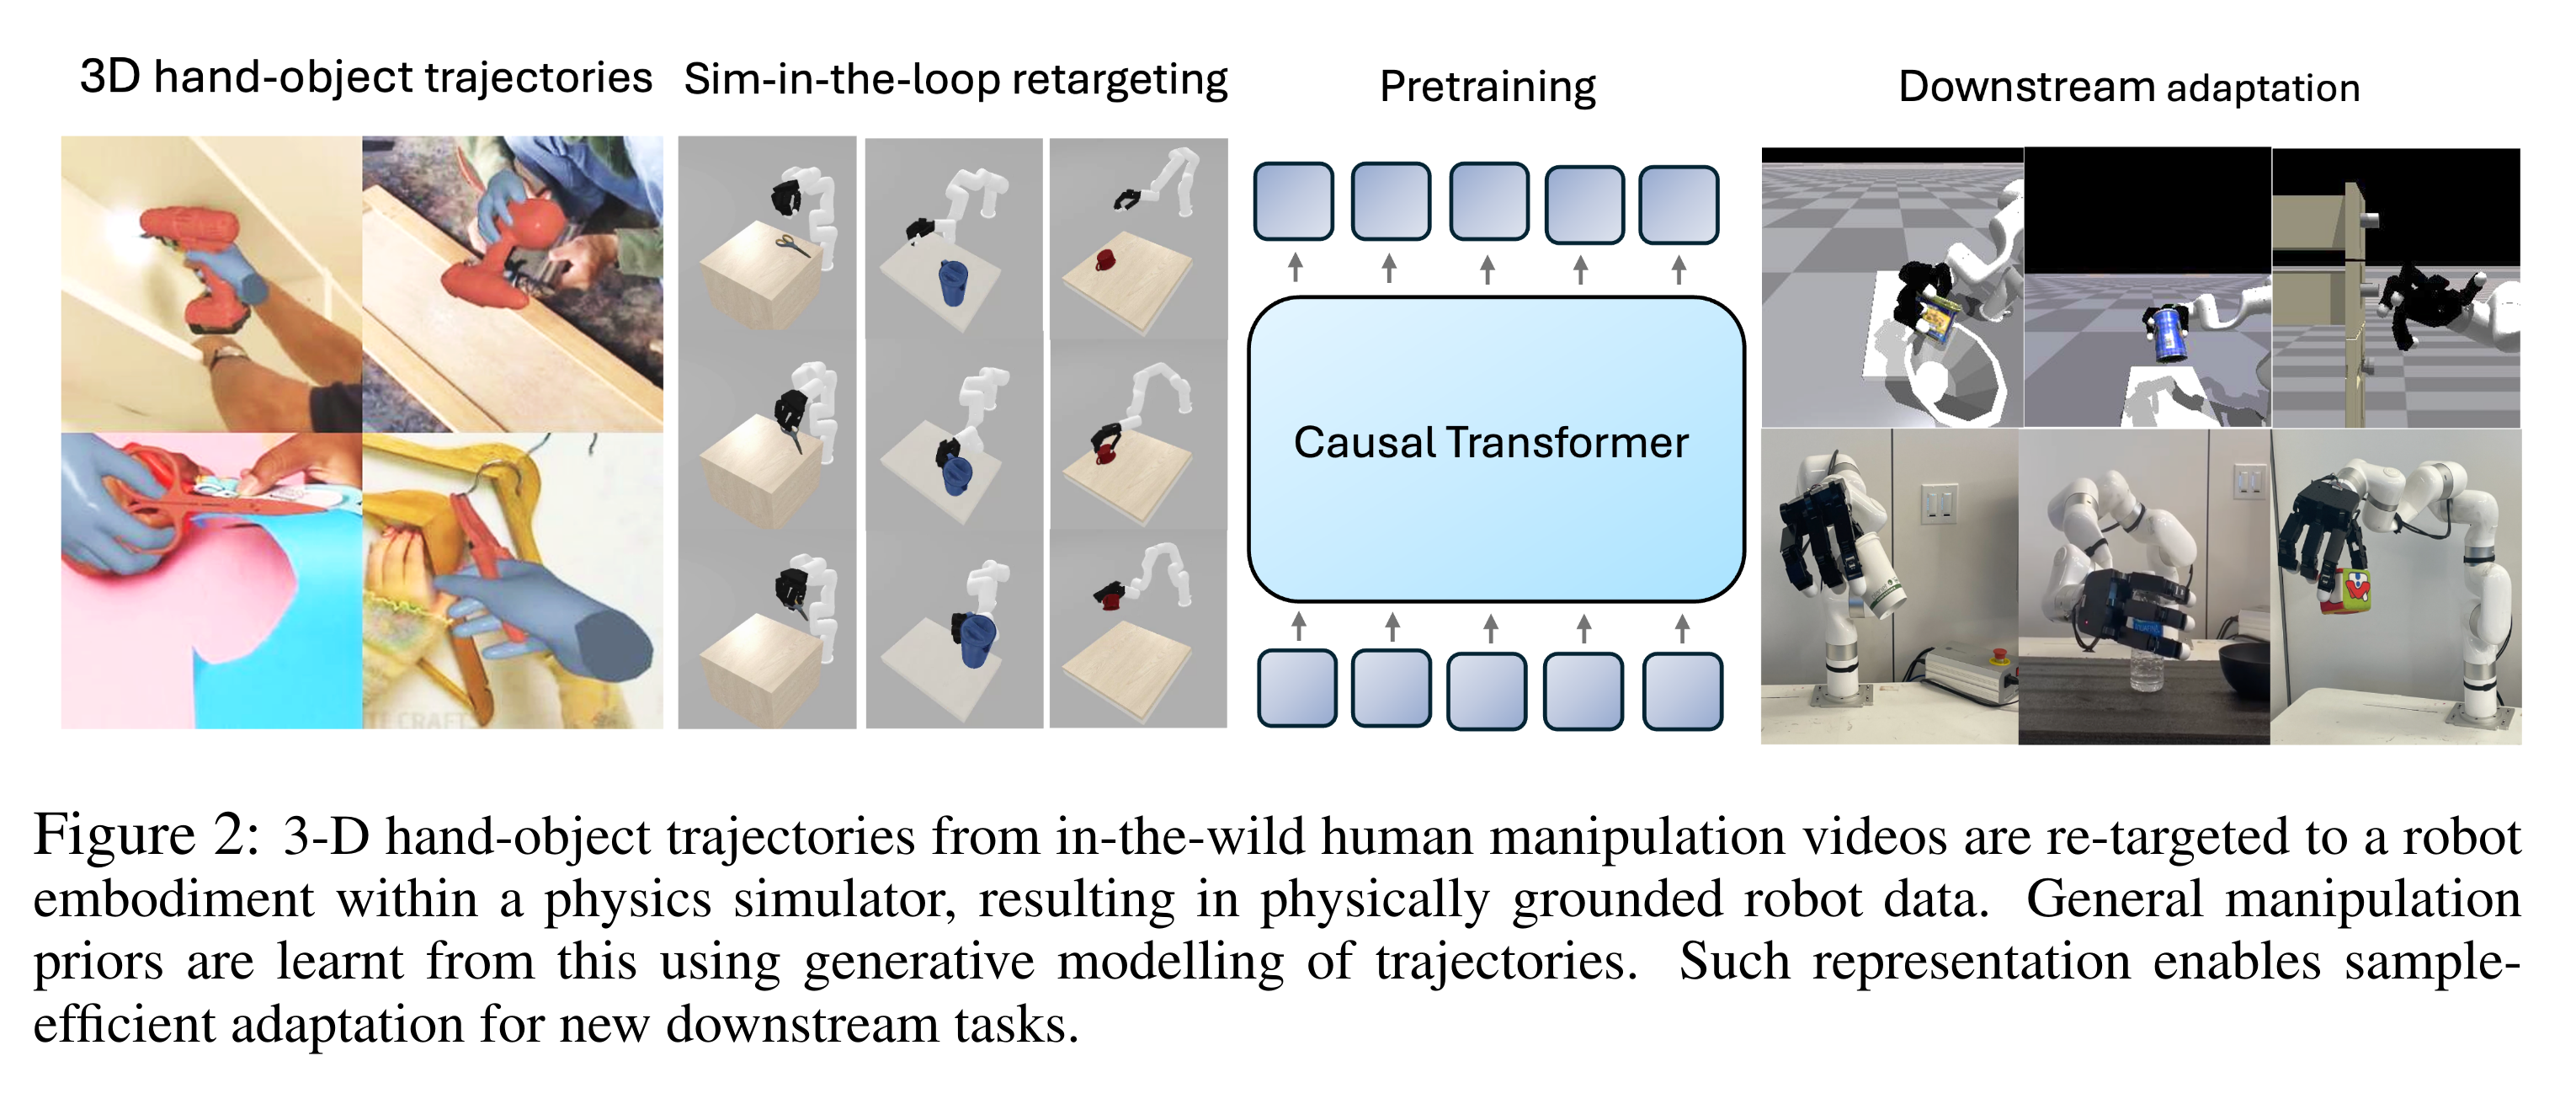 3D hand-object trajectories
Sim-in-the-loop retargeting
Pretraining
Downstream adaptation
Causal Transformer
Figure 2: 3-D hand-object trajectories from in-the-wild human manipulation videos are re-targeted to a robot
embodiment within a physics simulator, resulting in physically grounded robot data. General manipulation
priors are learnt from this using generative modelling of trajectories. Such representation enables sample-
efficient adaptation for new downstream tasks.